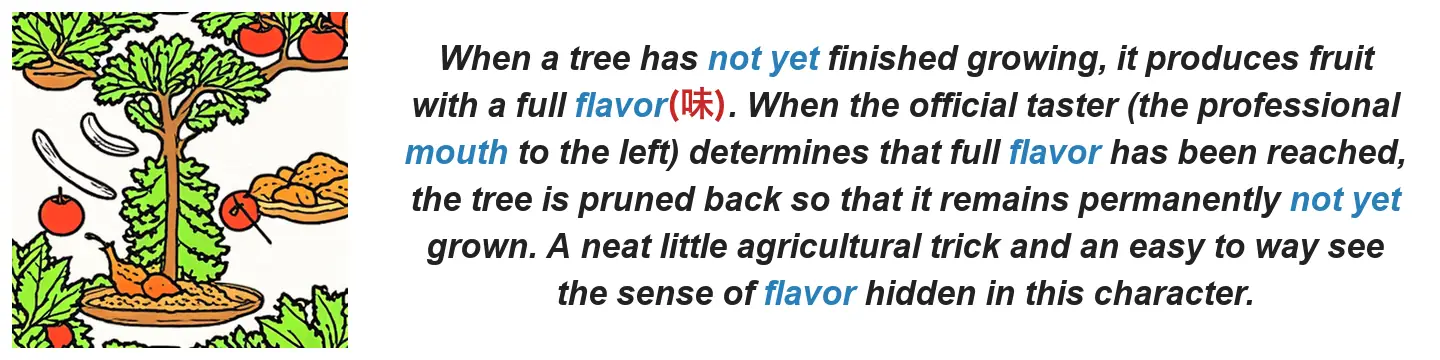 When a tree has not yet finished growing, it produces fruit
with a full flavor(味). When the official taster (the professional
mouth to the left) determines that full flavor has been reached,
the tree is pruned back so that it remains permanently not yet
grown. A neat little agricultural trick and an easy to way see
the sense of flavor hidden in this character.